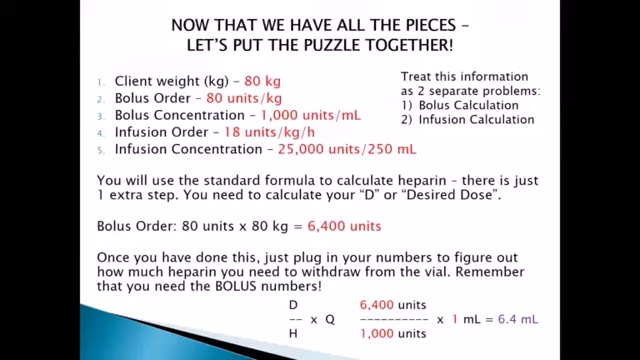 NOW THAT WE HAVE ALL THE PIECES –
LET'S PUT THE PUZZLE TOGETHER!
1. Client weight (kg) – 80 kg
2. Bolus Order – 80 units/kg
3. Bolus Concentration – 1,000 units/mL
4. Infusion Order – 18 units/kg/h
5. Infusion Concentration – 25,000 units/250 mL
Treat this information
as 2 separate problems:
1) Bolus Calculation
2) Infusion Calculation
You will use the standard formula to calculate heparin – there is just
1 extra step. You need to calculate your "D" or "Desired Dose".
Bolus Order: 80 units x 80 kg = 6,400 units
Once you have done this, just plug in your numbers to figure out
how much heparin you need to withdraw from the vial. Remember
that you need the BOLUS numbers!
D 6,400 units
-- x Q ---------- x 1 mL = 6.4 mL
H 1,000 units